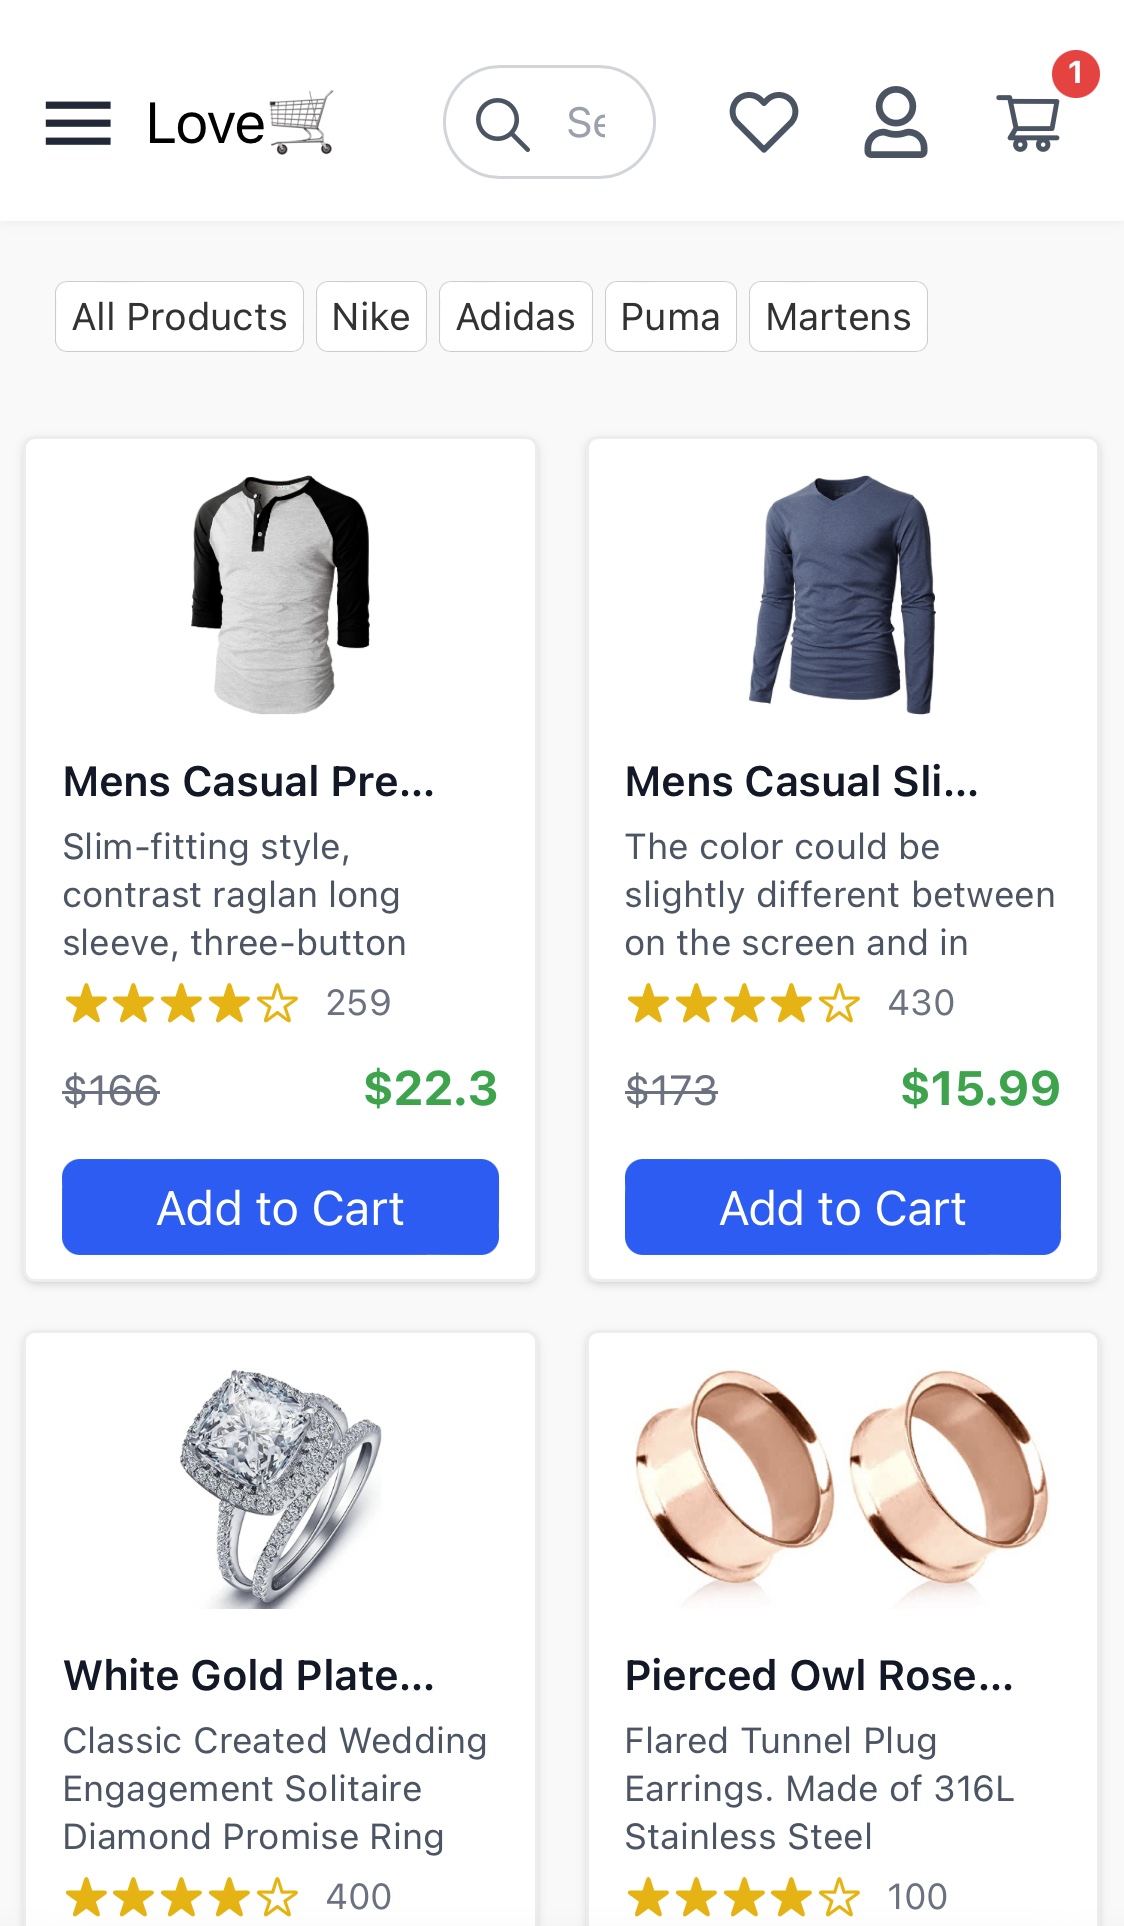 Love
Se
1
All Products
Nike
Adidas
Puma
Martens
Mens Casual Pre...
Slim-fitting style,
contrast raglan long
sleeve, three-button
259
$166
$22.3
Add to Cart
Mens Casual Sli...
The color could be
slightly different between
on the screen and in
430
$173
$15.99
Add to Cart
White Gold Plate...
Classic Created Wedding
Engagement Solitaire
Diamond Promise Ring
400
Pierced Owl Rose...
Flared Tunnel Plug
Earrings. Made of 316L
Stainless Steel
100